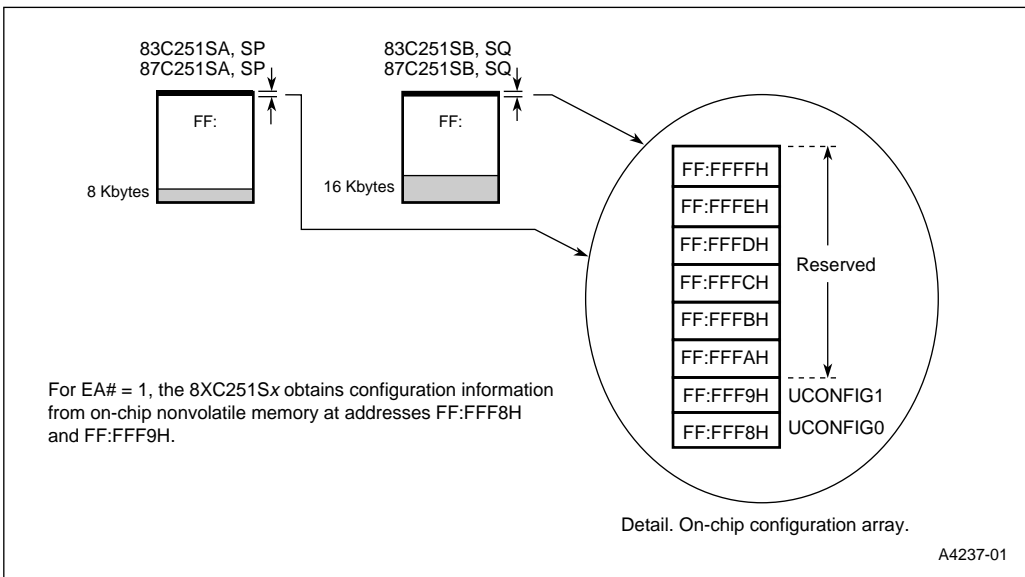 83C251SA, SP
87C251SA, SP
83C251SB, SQ
87C251SB, SQ
FF:
FF:
8 Kbytes
16 Kbytes
FF:FFFFH
FF:FFFEH
FF:FFFDH
FF:FFFCH
FF:FFFBH
FF:FFFAH
FF:FFF9H
FF:FFF8H
Reserved
UCONFIG1
UCONFIG0
For EA# = 1, the 8XC251Sx obtains configuration information
from on-chip nonvolatile memory at addresses FF:FFF8H
and FF:FFF9H.
Detail. On-chip configuration array.
A4237-01